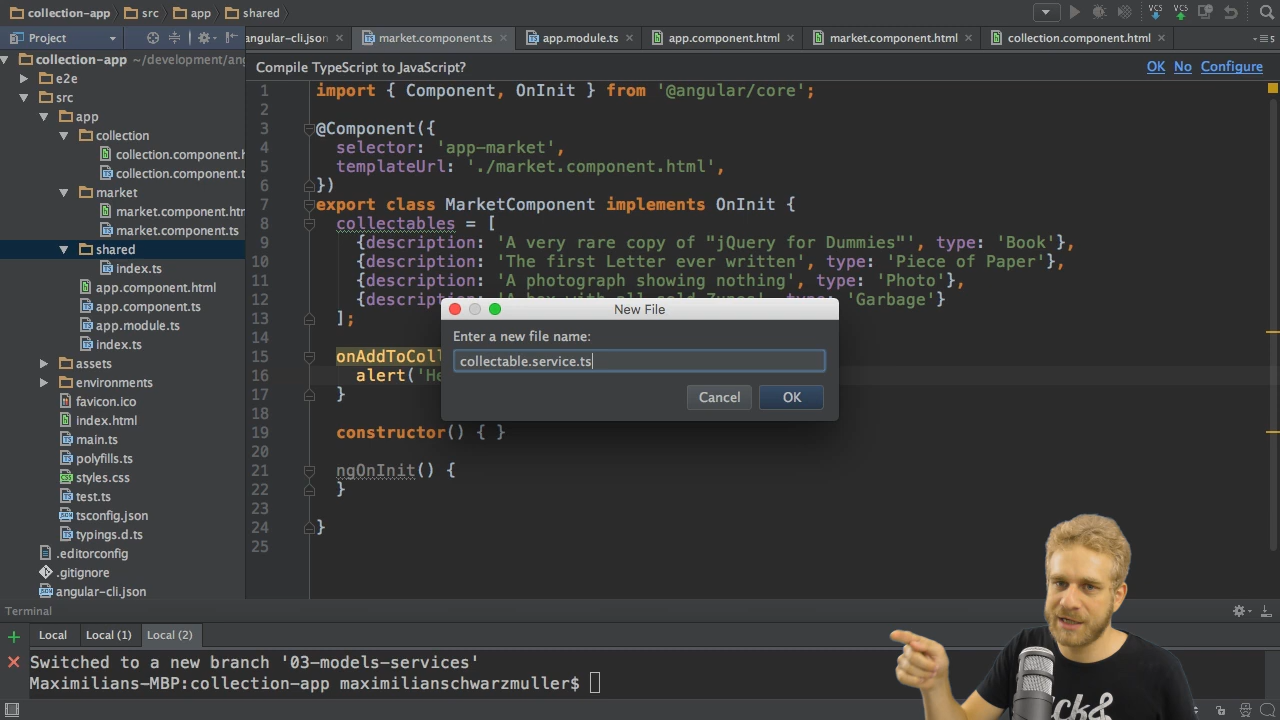 collection-app src app shared
VCS VCS
Project
angular-cli.json market.component.ts app.module.ts app.component.html market.component.html collection.component.html
Compile TypeScript to JavaScript? OK No Configure
collection-app ~/development/ang
e2e
src
app
collection
collection.component.h
collection.component.t
market
market.component.htm
market.component.ts
shared
index.ts
app.component.html
app.component.ts
app.module.ts
index.ts
assets
environments
favicon.ico
index.html
main.ts
polyfills.ts
styles.css
test.ts
tsconfig.json
typings.d.ts
.editorconfig
.gitignore
angular-cli.json
1 import { Component, OnInit } from '@angular/core';
2
3 @Component({
4 selector: 'app-market',
5 templateUrl: './market.component.html',
6 })
7 export class MarketComponent implements OnInit {
8 collectables = [
9 {description: 'A very rare copy of "jQuery for Dummies"', type: 'Book'},
10 {description: 'The first Letter ever written', type: 'Piece of Paper'},
11 {description: 'A photograph showing nothing', type: 'Photo'},
12 {description: 'A box with all sold Zunes', type: 'Garbage'}
13 ];
14
15 onAddToColl
16 alert('He
17 }
18
19 constructor() { }
20
21 ngOnInit() {
22 }
23
24 }
25
New File
Enter a new file name:
collectable.service.ts
Cancel OK
Terminal
Local Local (1) Local (2)
Switched to a new branch '03-models-services'
Maximilians-MBP:collection-app maximilianschwarzmuller$